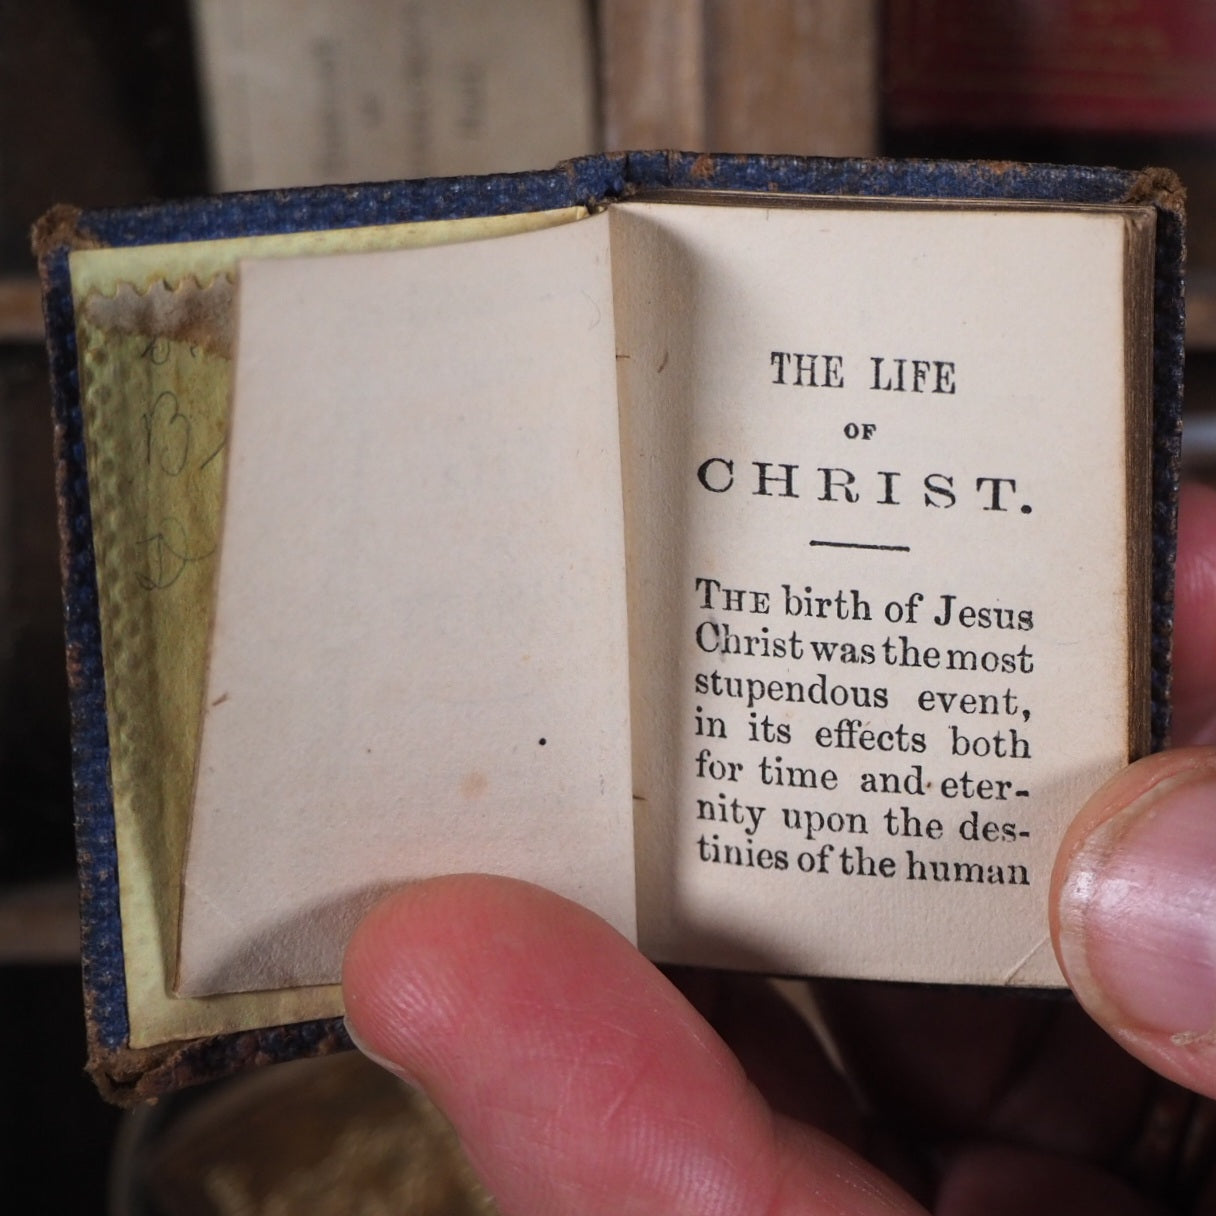 THE LIFE
OF
CHRIST.
THE birth of Jesus
Christ was the most
stupendous event,
in its effects both
for time and eter-
nity upon the des-
tinies of the human